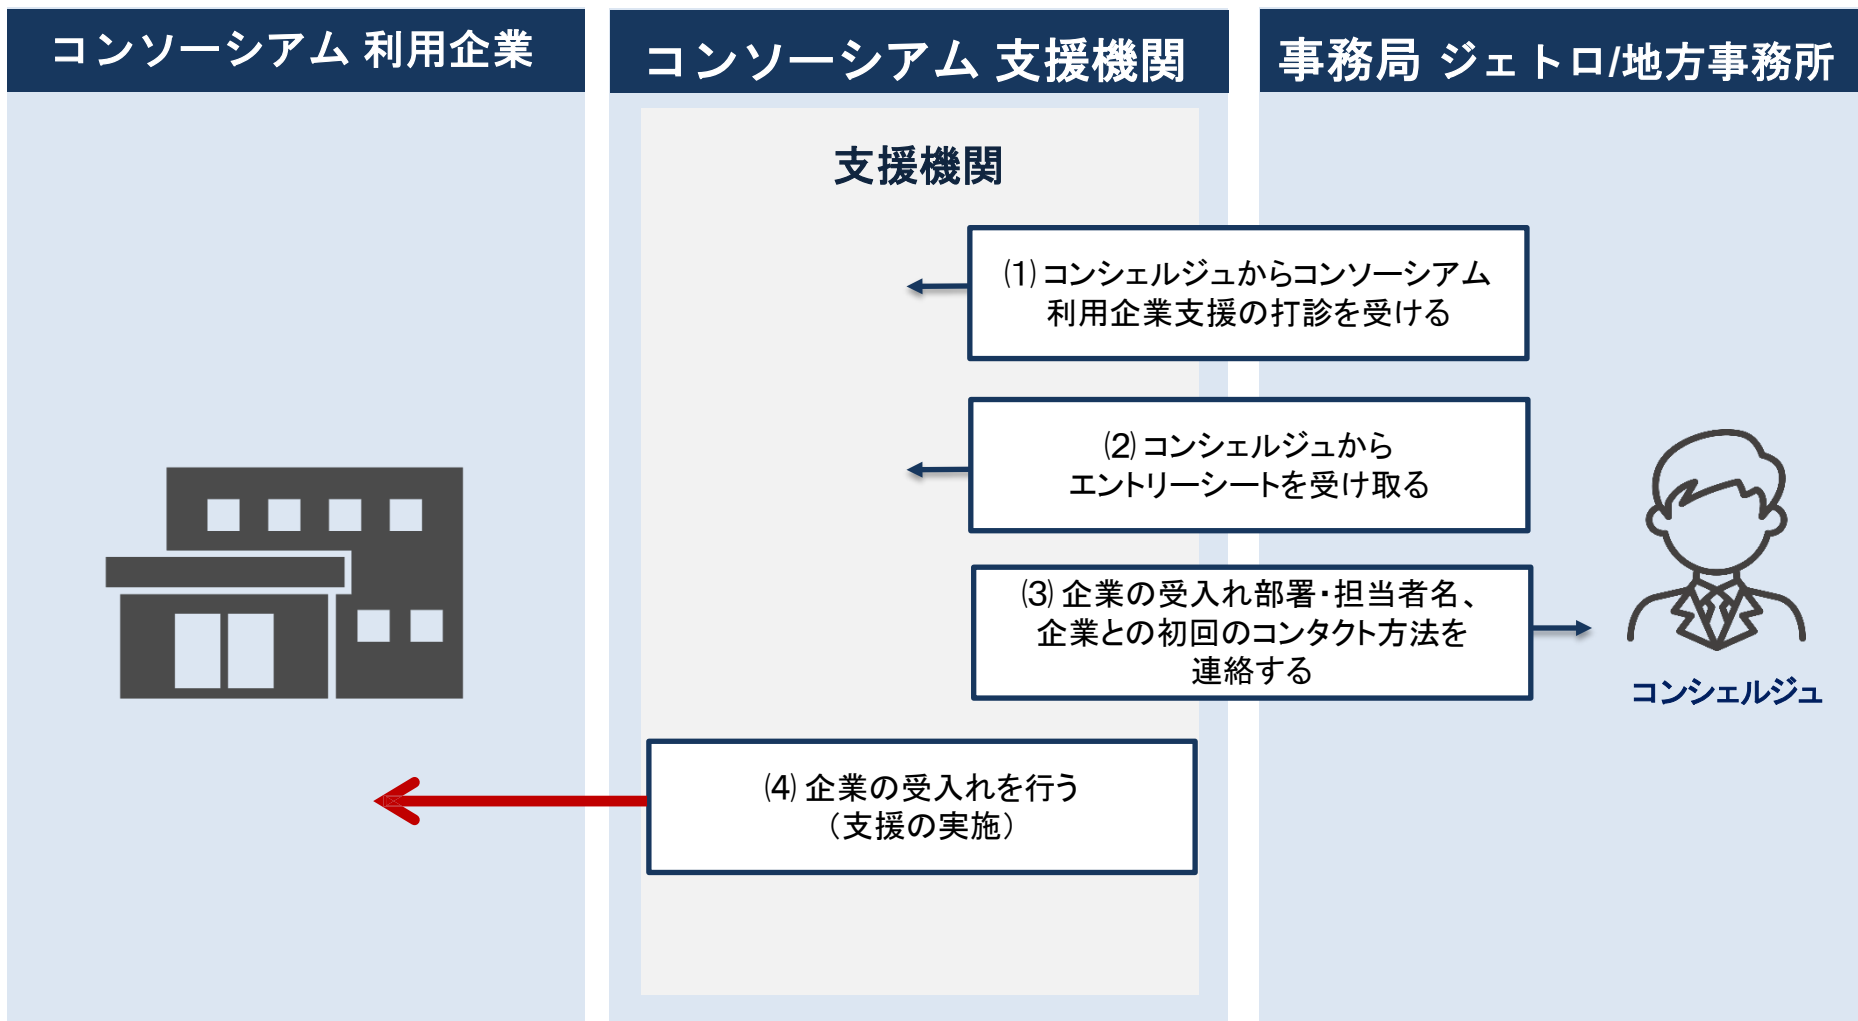 コンソーシアム 利用企業
コンソーシアム 支援機関
事務局 ジェトロ/地方事務所
支援機関
(1) コンシェルジュからコンソーシアム
利用企業支援の打診を受ける
(2) コンシェルジュから
エントリーシートを受け取る
(3) 企業の受入れ部署・担当者名、
企業との初回のコンタクト方法を
連絡する
コンシェルジュ
(4) 企業の受入れを行う
（支援の実施）